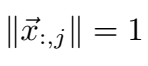 ‖x⃗:,j‖ = 1